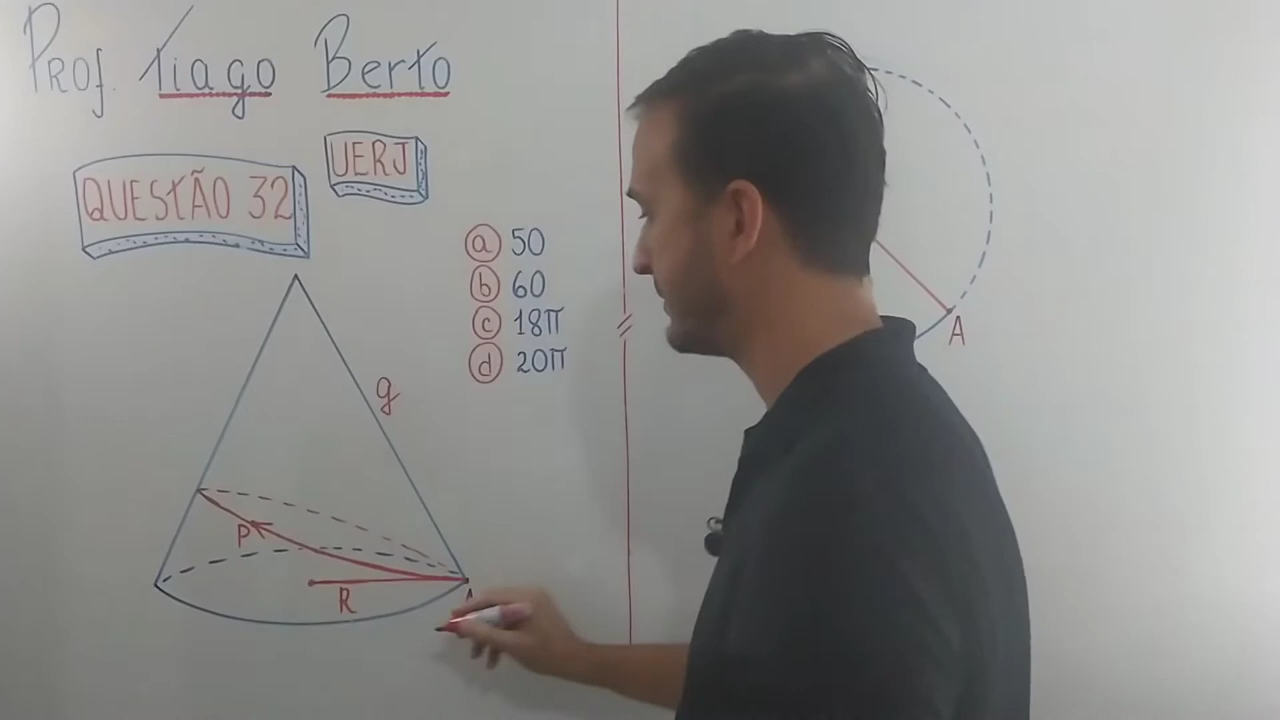 Prof. Tiago Berto
UERJ
QUESTÃO 32
a 50
b 60
c 18π
d 20π
g
P
R
A
A